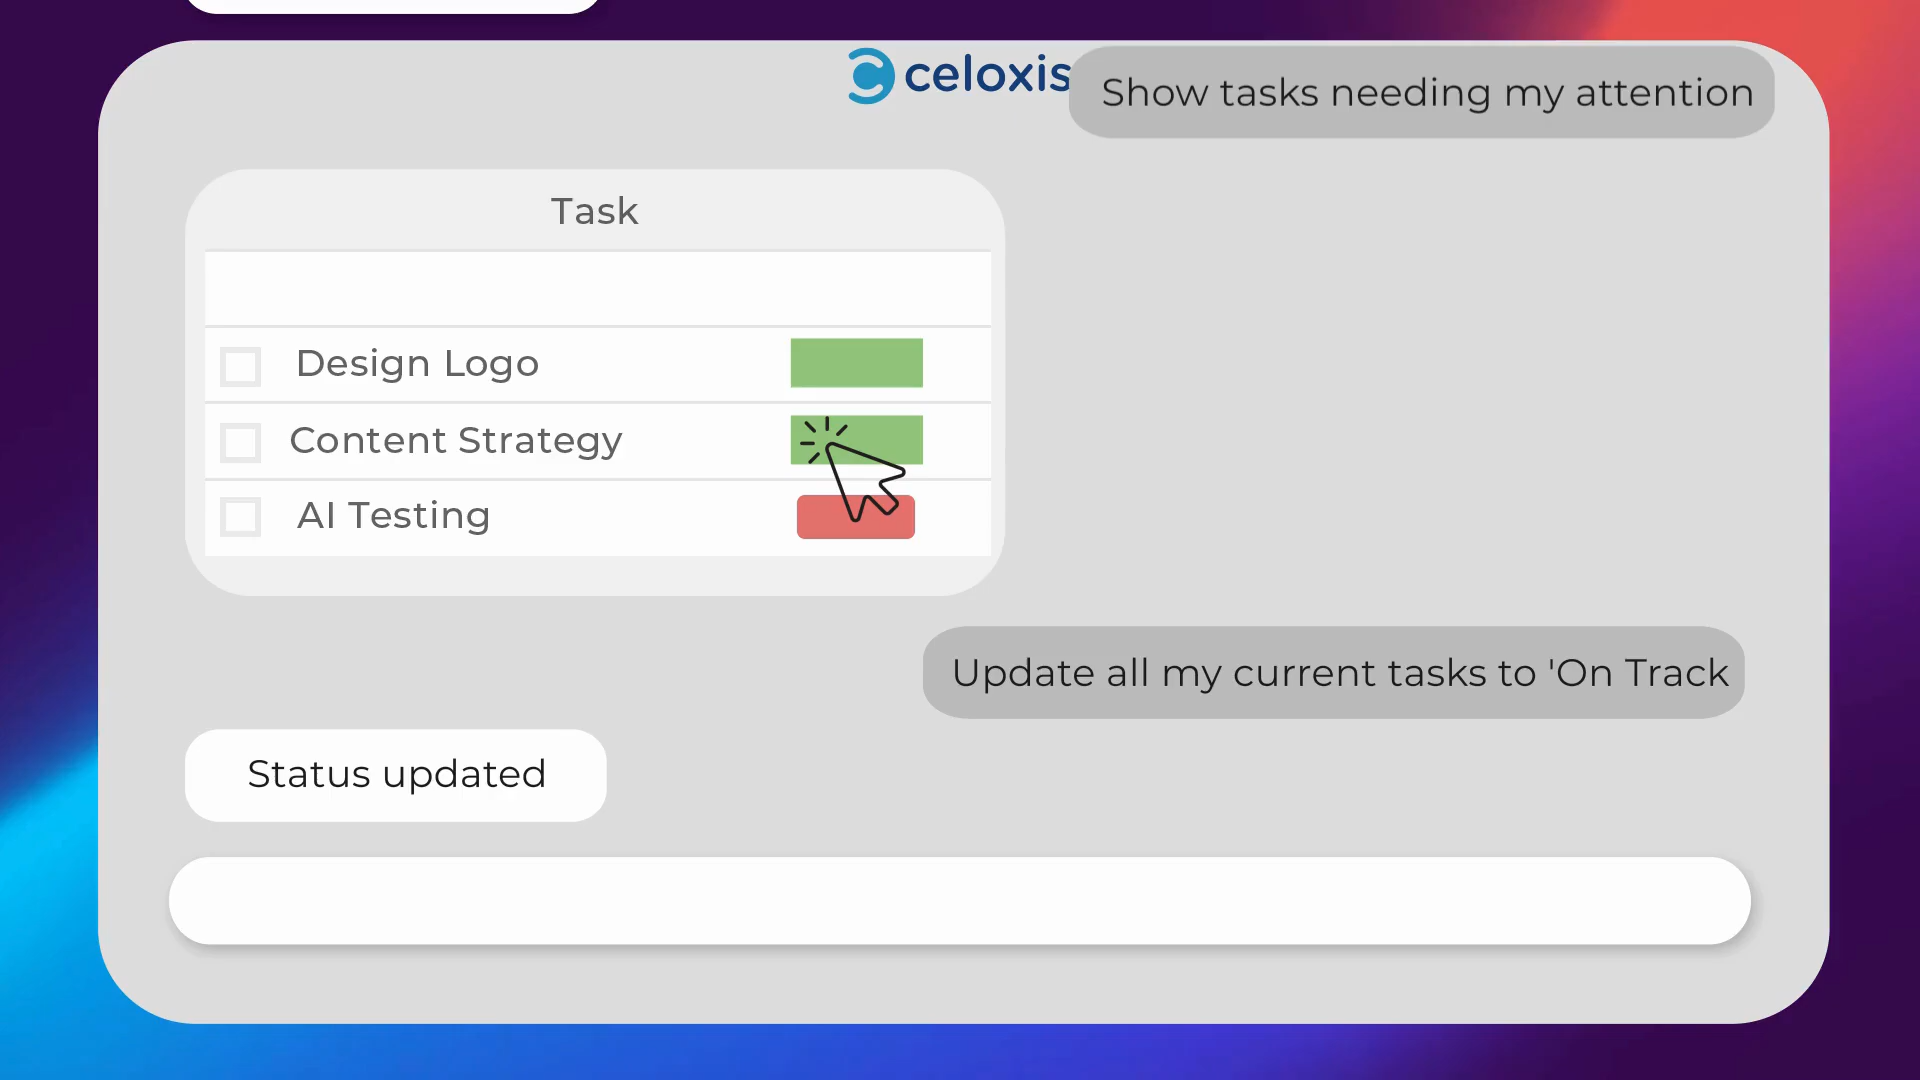 celoxis
Show tasks needing my attention
Task
Design Logo
Content Strategy
AI Testing
Update all my current tasks to 'On Track
Status updated